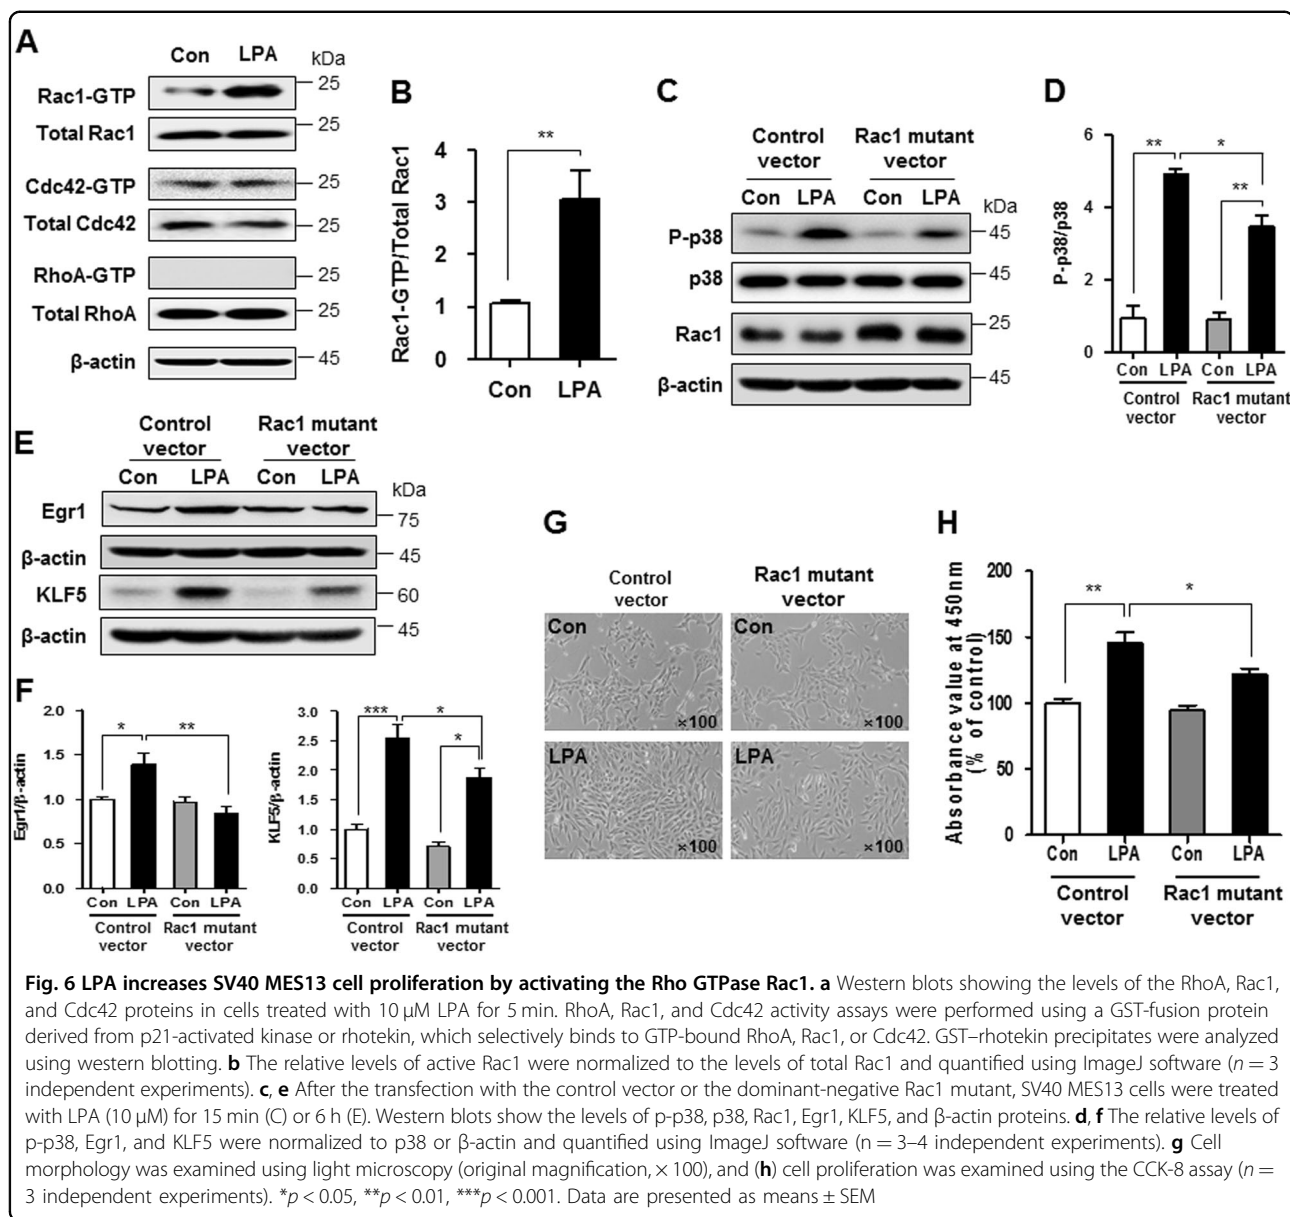 A
Con LPA kDa
Rac1-GTP 25
Total Rac1 25
Cdc42-GTP 25
Total Cdc42 25
RhoA-GTP 25
Total RhoA 25
β-actin 45
B
**
Rac1-GTP/Total Rac1
4
3
2
1
0
Con LPA
C
Control vector Rac1 mutant vector
Con LPA Con LPA kDa
P-p38 45
p38 45
Rac1 25
β-actin 45
D
P-p38/p38
6
4
2
0
** *
**
Con LPA Con LPA
Control vector Rac1 mutant vector
E
Control vector Rac1 mutant vector
Con LPA Con LPA kDa
Egr1 75
β-actin 45
KLF5 60
β-actin 45
F
Egr1/β-actin
2.0
1.5
1.0
0.5
0.0
* **
Con LPA Con LPA
Control vector Rac1 mutant vector
KLF5/β-actin
3.0
2.5
2.0
1.5
1.0
0.5
0.0
*** *
*
Con LPA Con LPA
Control vector Rac1 mutant vector
G
Control vector Rac1 mutant vector
Con ×100 Con ×100
LPA ×100 LPA ×100
H
Absorbance value at 450nm
(% of control)
200
150
100
50
0
** *
Con LPA Con LPA
Control vector Rac1 mutant vector
Fig. 6 LPA increases SV40 MES13 cell proliferation by activating the Rho GTPase Rac1. a Western blots showing the levels of the RhoA, Rac1,
and Cdc42 proteins in cells treated with 10 μM LPA for 5 min. RhoA, Rac1, and Cdc42 activity assays were performed using a GST-fusion protein
derived from p21-activated kinase or rhotekin, which selectively binds to GTP-bound RhoA, Rac1, or Cdc42. GST–rhotekin precipitates were analyzed
using western blotting. b The relative levels of active Rac1 were normalized to the levels of total Rac1 and quantified using ImageJ software (n = 3
independent experiments). c, e After the transfection with the control vector or the dominant-negative Rac1 mutant, SV40 MES13 cells were treated
with LPA (10 μM) for 15 min (C) or 6 h (E). Western blots show the levels of p-p38, p38, Rac1, Egr1, KLF5, and β-actin proteins. d, f The relative levels of
p-p38, Egr1, and KLF5 were normalized to p38 or β-actin and quantified using ImageJ software (n = 3–4 independent experiments). g Cell
morphology was examined using light microscopy (original magnification, × 100), and (h) cell proliferation was examined using the CCK-8 assay (n =
3 independent experiments). *p < 0.05, **p < 0.01, ***p < 0.001. Data are presented as means ± SEM